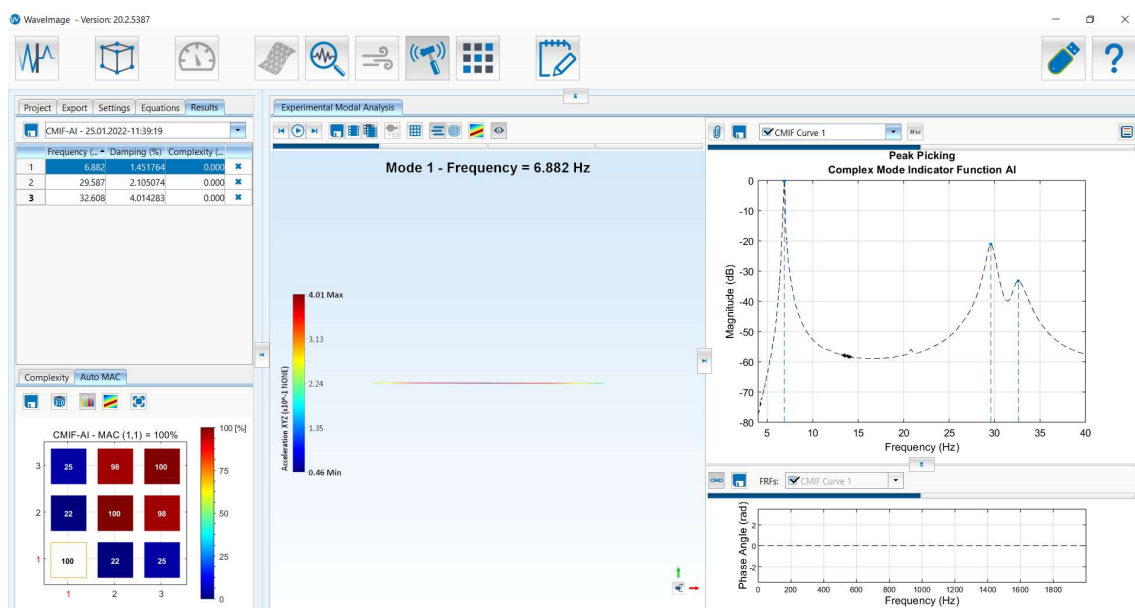 WaveImage - Version: 20.2.5387
Project Export Settings Equations Results
CMIF-AI - 25.01.2022-11:39:19
Frequency (... Damping (%) Complexity (...
1 6.882 1.451764 0.000
2 29.587 2.105074 0.000
3 32.608 4.014283 0.000
Complexity Auto MAC
CMIF-AI - MAC (1,1) = 100%
100 [%]
75
50
25
0
3 25 98 100
2 22 100 98
1 100 22 25
1 2 3
Experimental Modal Analysis
Mode 1 - Frequency = 6.882 Hz
Acceleration XYZ (x10^-1 NONE)
4.01 Max
3.13
2.24
1.35
0.46 Min
CMIF Curve 1
Peak Picking
Complex Mode Indicator Function AI
Magnitude (dB)
0
-10
-20
-30
-40
-50
-60
-70
-80
5 10 15 20 25 30 35 40
Frequency (Hz)
FRFs: CMIF Curve 1
Phase Angle (rad)
2
0
-2
0 200 400 600 800 1000 1200 1400 1600 1800
Frequency (Hz)